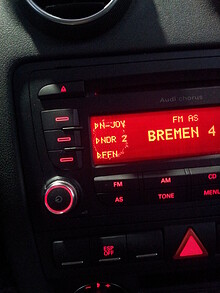 Audi chorus
FM AS
▷N-JOY
▷NDR 2
▷FFN
BREMEN 4
FM
AM
CD
AS
TONE
MENU
ESP
OFF